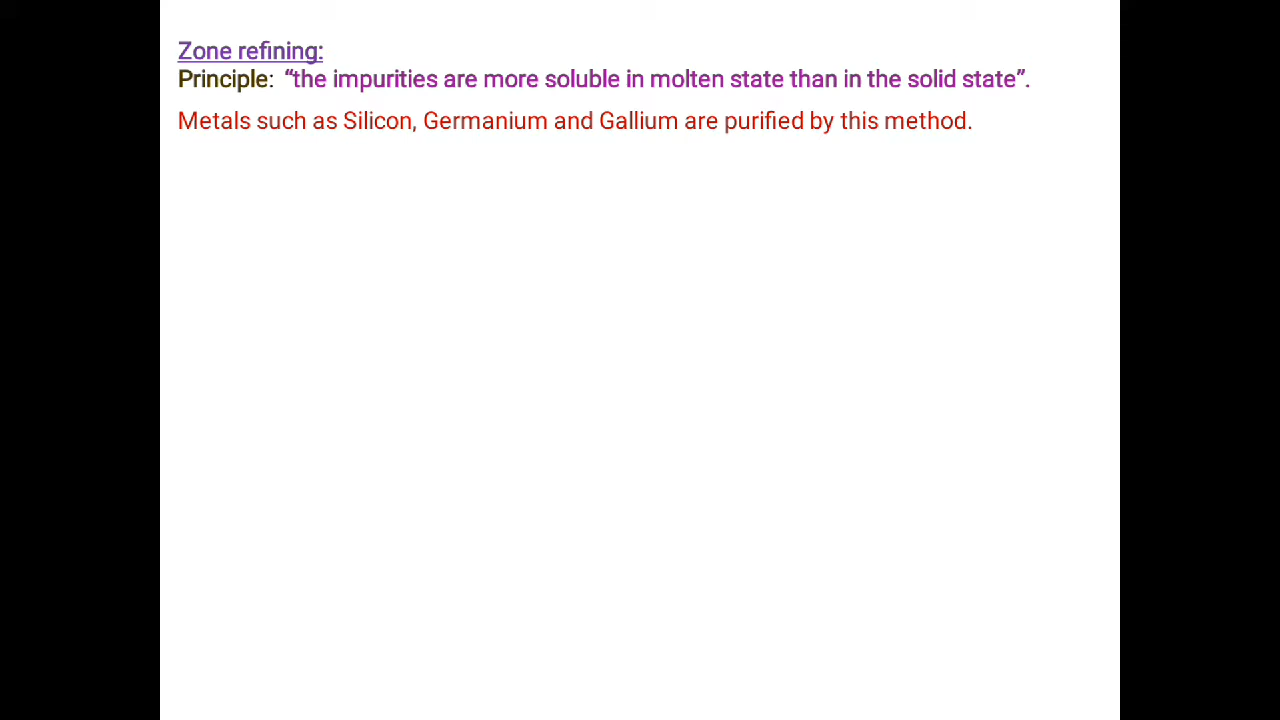 Zone refining:
Principle: “the impurities are more soluble in molten state than in the solid state”.
Metals such as Silicon, Germanium and Gallium are purified by this method.